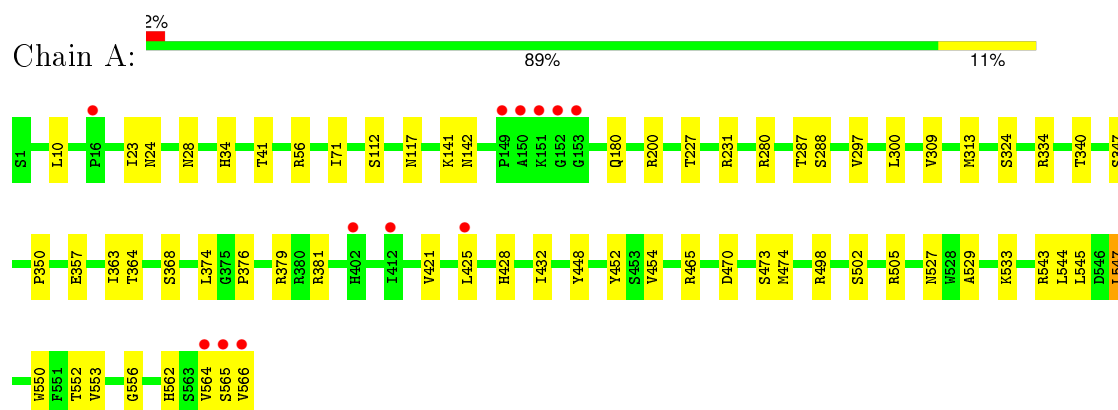 2%
Chain A:
89% 11%
S1 L10 P16 I23 N24 N28 H34 T41 R56 I71 S112 N117 K141 N142 P149 A150 K151 G152 G153 Q180 R200 T227 R231 R280 T287 S288 V297 L300 V309 M313 S324 R334 T340 S347
P350 E357 I363 T364 S368 L374 G375 P376 R379 R380 R381 H402 I412 V421 L425 H428 I432 Y448 Y452 S453 V454 R465 D470 S473 M474 R498 S502 R505 N527 W528 A529 K533 R543 L544 L545 D546 L547
W550 F551 T552 V553 G556 H562 S563 V564 S565 V566